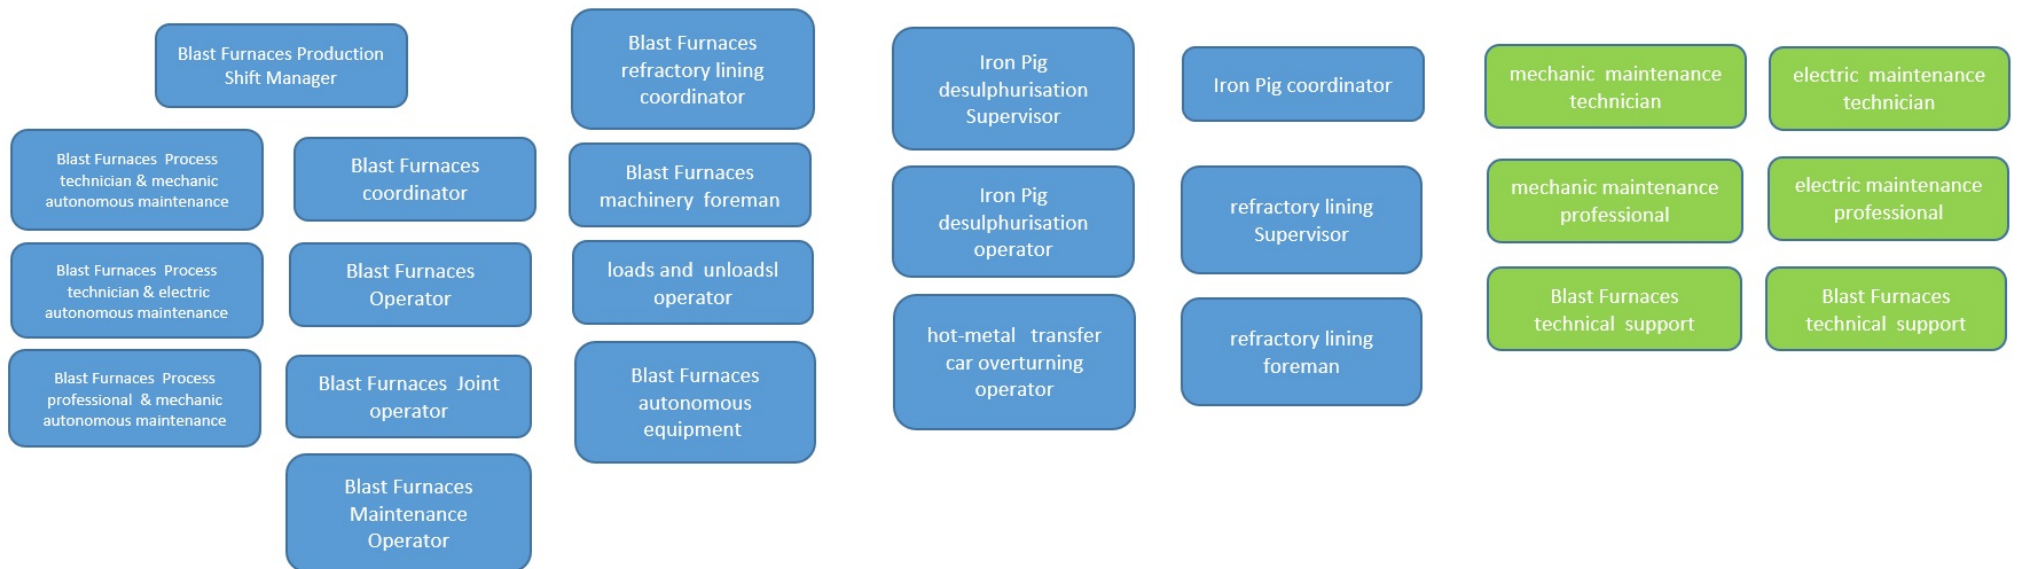 Blast Furnaces Production
Shift Manager
Blast Furnaces Process
technician & mechanic
autonomous maintenance
Blast Furnaces Process
technician & electric
autonomous maintenance
Blast Furnaces Process
professional & mechanic
autonomous maintenance
Blast Furnaces
coordinator
Blast Furnaces
Operator
Blast Furnaces Joint
operator
Blast Furnaces
Maintenance
Operator
Blast Furnaces
refractory lining
coordinator
Blast Furnaces
machinery foreman
loads and unloadsl
operator
Blast Furnaces
autonomous
equipment
Iron Pig
desulphurisation
Supervisor
Iron Pig
desulphurisation
operator
hot-metal transfer
car overturning
operator
Iron Pig coordinator
refractory lining
Supervisor
refractory lining
foreman
mechanic maintenance
technician
mechanic maintenance
professional
Blast Furnaces
technical support
electric maintenance
technician
electric maintenance
professional
Blast Furnaces
technical support